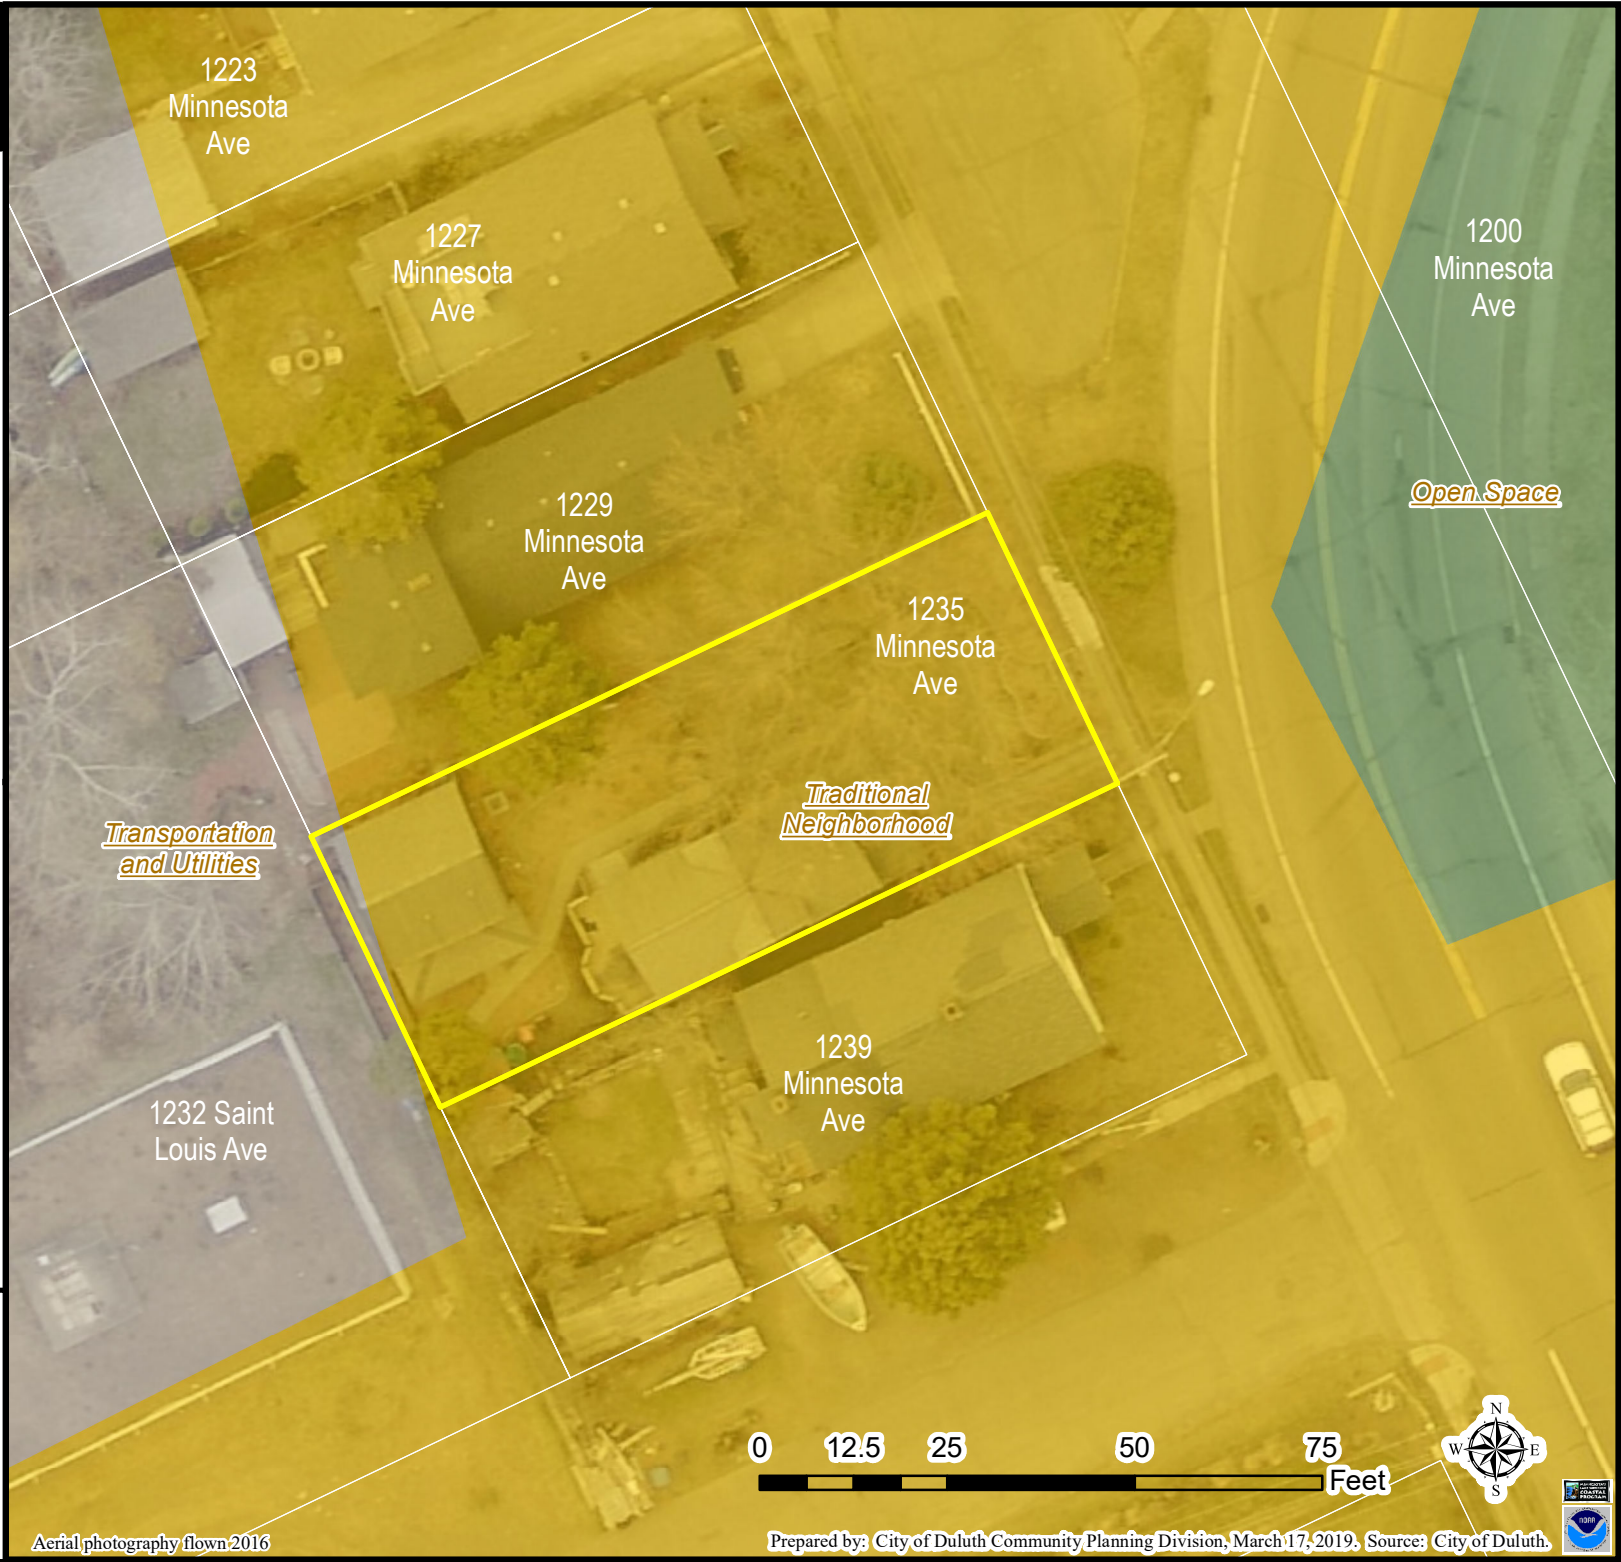 1223
Minnesota
Ave
1227
Minnesota
Ave
1200
Minnesota
Ave
1229
Minnesota
Ave
Open Space
1235
Minnesota
Ave
Traditional
Neighborhood
Transportation
and Utilities
1239
Minnesota
Ave
1232 Saint
Louis Ave
0 12.5 25 50 75
Feet
N
W E
S
NOAA
Aerial photography flown 2016
Prepared by: City of Duluth Community Planning Division, March 17, 2019. Source: City of Duluth.